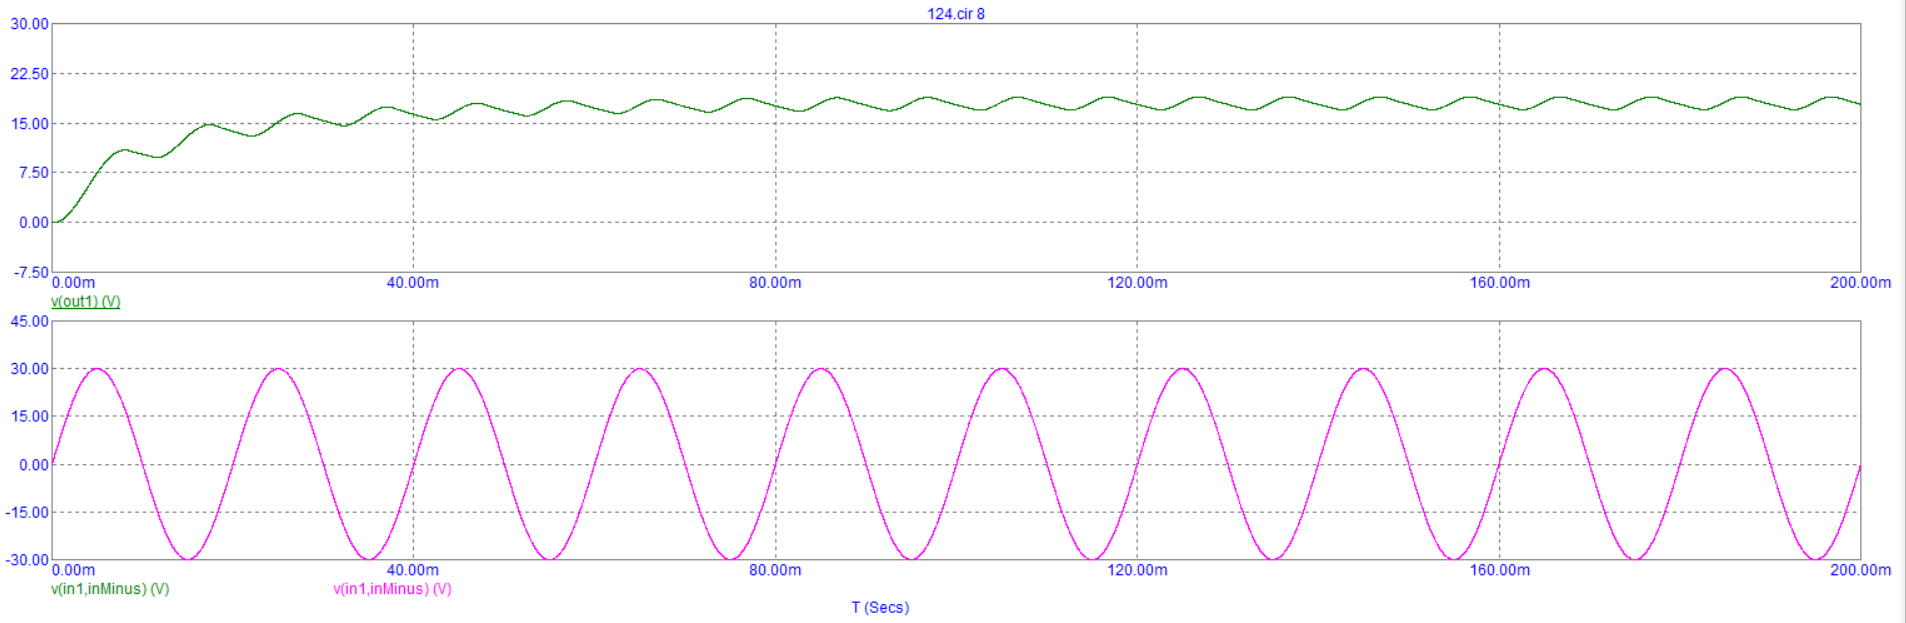 124.cir 8
30.00
22.50
15.00
7.50
0.00
-7.50
0.00m 40.00m 80.00m 120.00m 160.00m 200.00m
v(out1) (V)
45.00
30.00
15.00
0.00
-15.00
-30.00
0.00m 40.00m 80.00m 120.00m 160.00m 200.00m
v(in1,inMinus) (V) v(in1,inMinus) (V)
T (Secs)